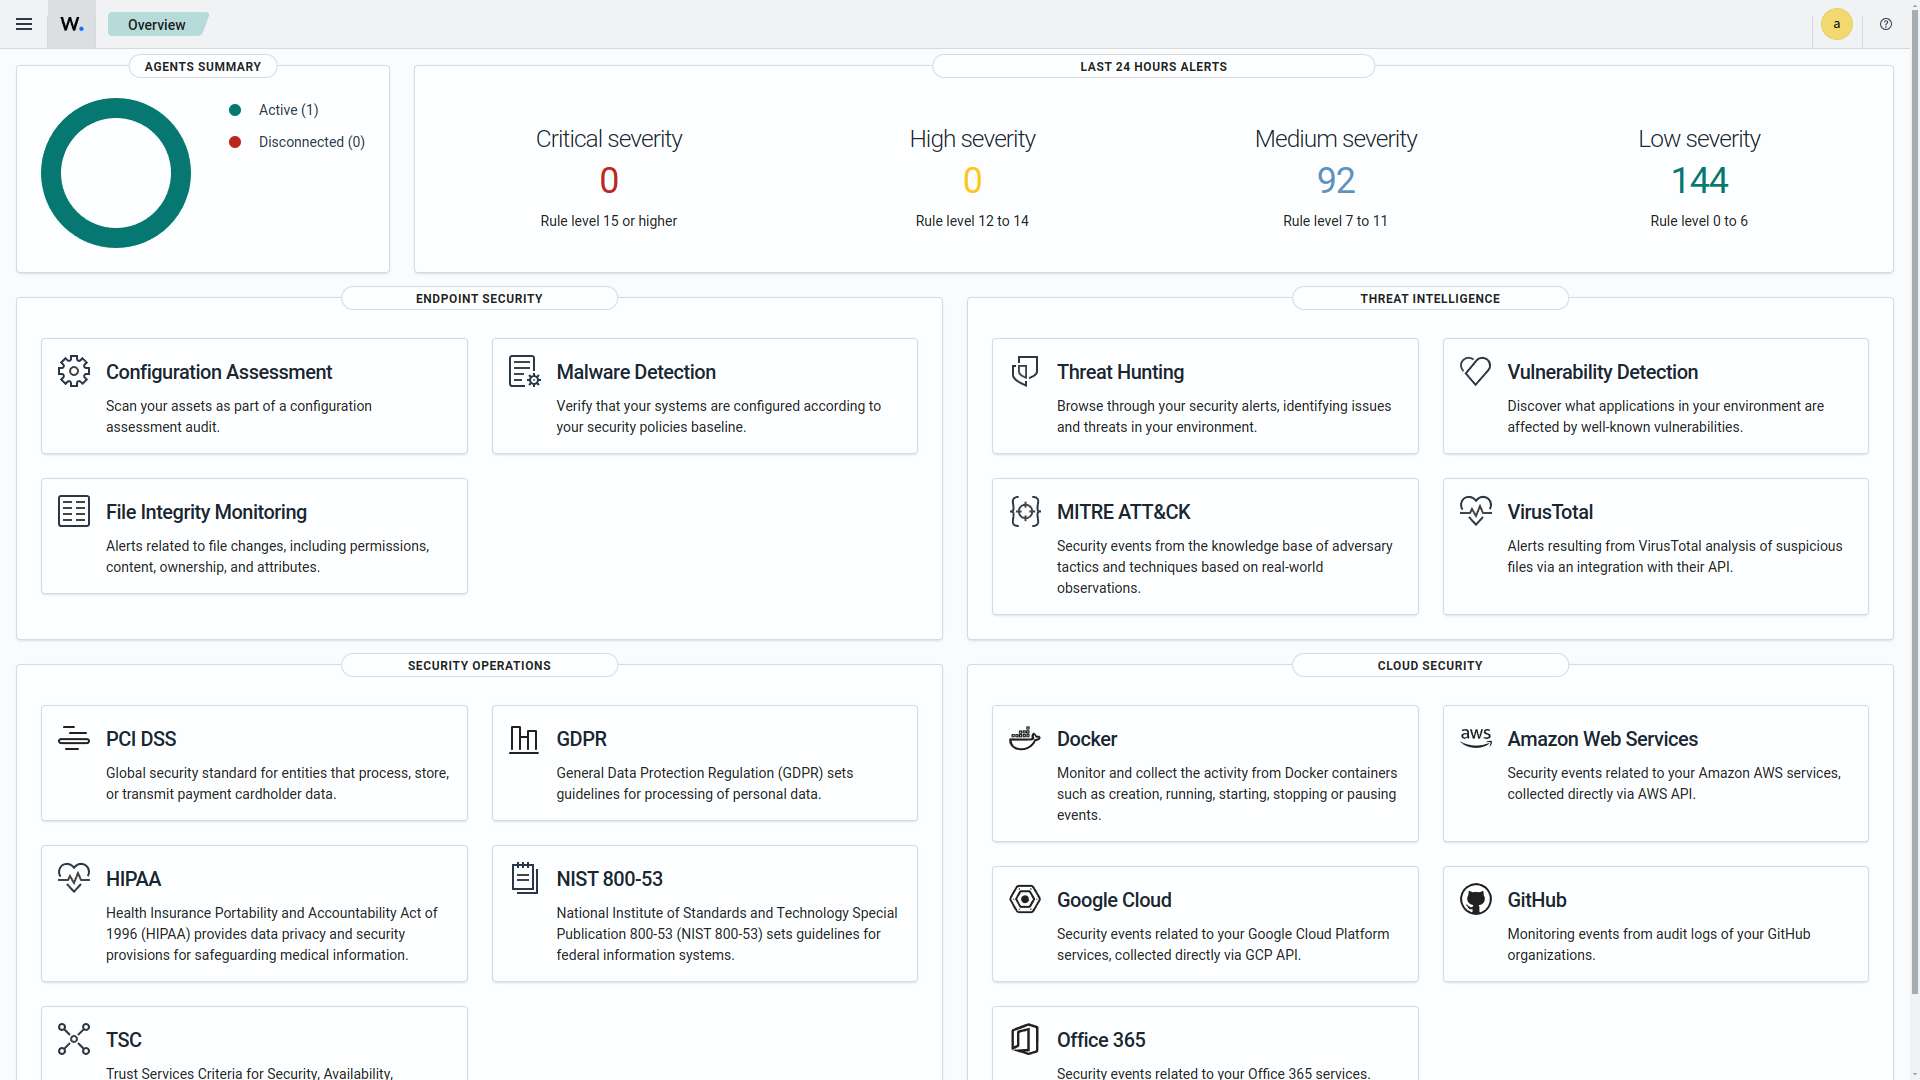 W.
Overview
a
AGENTS SUMMARY
Active (1)
Disconnected (0)
LAST 24 HOURS ALERTS
Critical severity
0
Rule level 15 or higher
High severity
0
Rule level 12 to 14
Medium severity
92
Rule level 7 to 11
Low severity
144
Rule level 0 to 6
ENDPOINT SECURITY
Configuration Assessment
Scan your assets as part of a configuration
assessment audit.
Malware Detection
Verify that your systems are configured according to
your security policies baseline.
File Integrity Monitoring
Alerts related to file changes, including permissions,
content, ownership, and attributes.
THREAT INTELLIGENCE
Threat Hunting
Browse through your security alerts, identifying issues
and threats in your environment.
Vulnerability Detection
Discover what applications in your environment are
affected by well-known vulnerabilities.
MITRE ATT&CK
Security events from the knowledge base of adversary
tactics and techniques based on real-world
observations.
VirusTotal
Alerts resulting from VirusTotal analysis of suspicious
files via an integration with their API.
SECURITY OPERATIONS
PCI DSS
Global security standard for entities that process, store,
or transmit payment cardholder data.
GDPR
General Data Protection Regulation (GDPR) sets
guidelines for processing of personal data.
HIPAA
Health Insurance Portability and Accountability Act of
1996 (HIPAA) provides data privacy and security
provisions for safeguarding medical information.
NIST 800-53
National Institute of Standards and Technology Special
Publication 800-53 (NIST 800-53) sets guidelines for
federal information systems.
TSC
Trust Services Criteria for Security, Availability,
CLOUD SECURITY
Docker
Monitor and collect the activity from Docker containers
such as creation, running, starting, stopping or pausing
events.
aws
Amazon Web Services
Security events related to your Amazon AWS services,
collected directly via AWS API.
Google Cloud
Security events related to your Google Cloud Platform
services, collected directly via GCP API.
GitHub
Monitoring events from audit logs of your GitHub
organizations.
Office 365
Security events related to your Office 365 services.